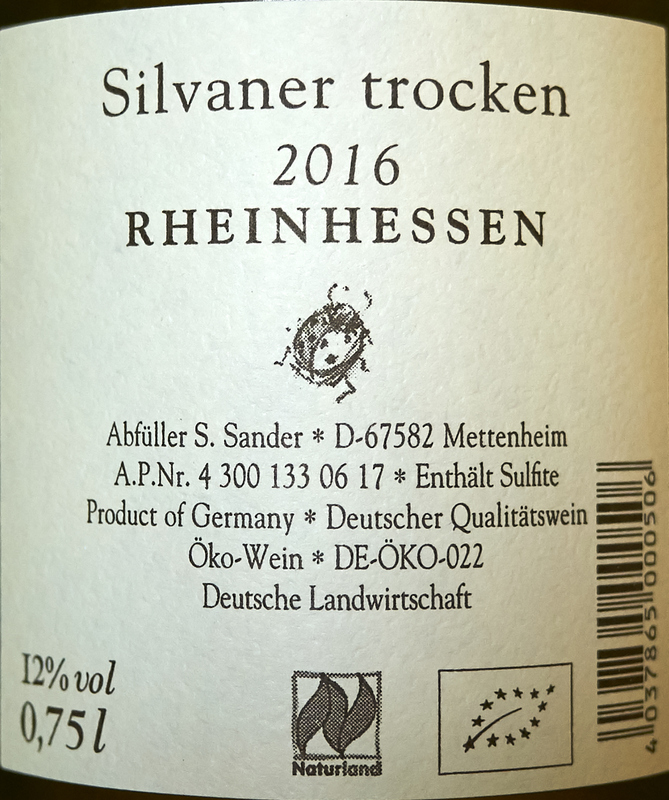 Silvaner trocken
2016
RHEINHESSEN
Abfüller S. Sander * D-67582 Mettenheim
A.P.Nr. 4 300 133 06 17 * Enthält Sulfite
Product of Germany * Deutscher Qualitätswein
Öko-Wein * DE-ÖKO-022
Deutsche Landwirtschaft
12% vol
0,75 l
Naturland
4 037865 000506